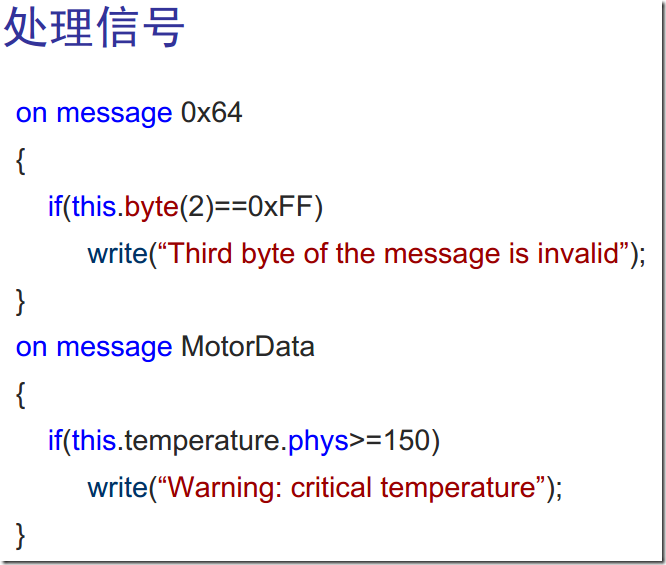 处理信号
on message 0x64
{
if(this.byte(2)==0xFF)
write(“Third byte of the message is invalid”);
}
on message MotorData
{
if(this.temperature.phys>=150)
write(“Warning: critical temperature”);
}